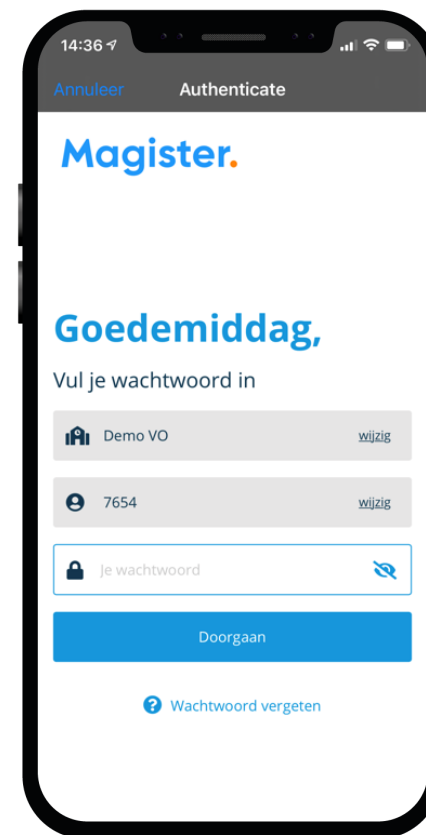 14:36
Annuleer Authenticate
Magister.
Goedemiddag,
Vul je wachtwoord in
Demo VO wijzig
7654 wijzig
Je wachtwoord
Doorgaan
? Wachtwoord vergeten